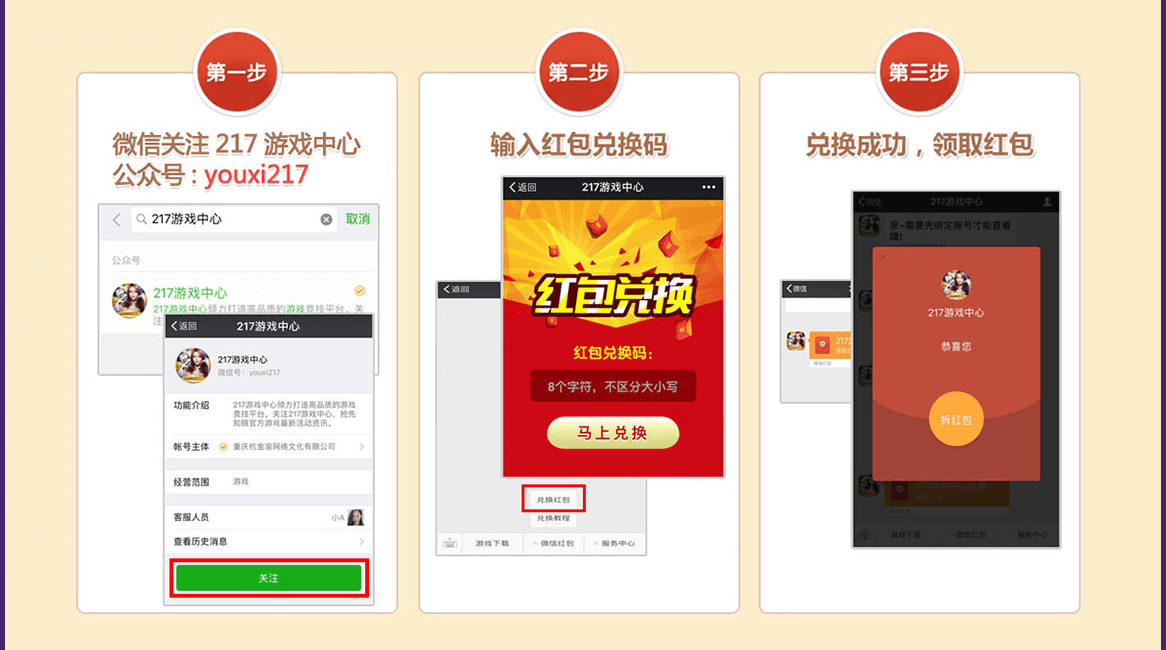 第一步
微信关注 217 游戏中心
公众号 : youxi217
217游戏中心
取消
公众号
217游戏中心
217游戏中心倾力打造高品质的游戏竞技平台。关
注
返回
217游戏中心
217游戏中心
微信号: youxi217
功能介绍
217游戏中心倾力打造高品质的游戏
竞技平台。关注217游戏中心，抢先
知晓官方游戏最新活动资讯。
帐号主体
重庆杭金渝网络文化有限公司
经营范围
游戏
客服人员
小A
查看历史消息
关注
第二步
输入红包兑换码
返回
返回
217游戏中心
红包兑换
红包兑换码:
8个字符，不区分大小写
马上兑换
兑换红包
兑换教程
游戏下载
微信红包
服务中心
第三步
兑换成功，领取红包
微信
217
微信
217游戏中心
亲~需要先绑定账号才能查看
哦!
217游戏中心
恭喜您
拆红包
217游戏中心红包
游戏下载
微信红包
服务中心